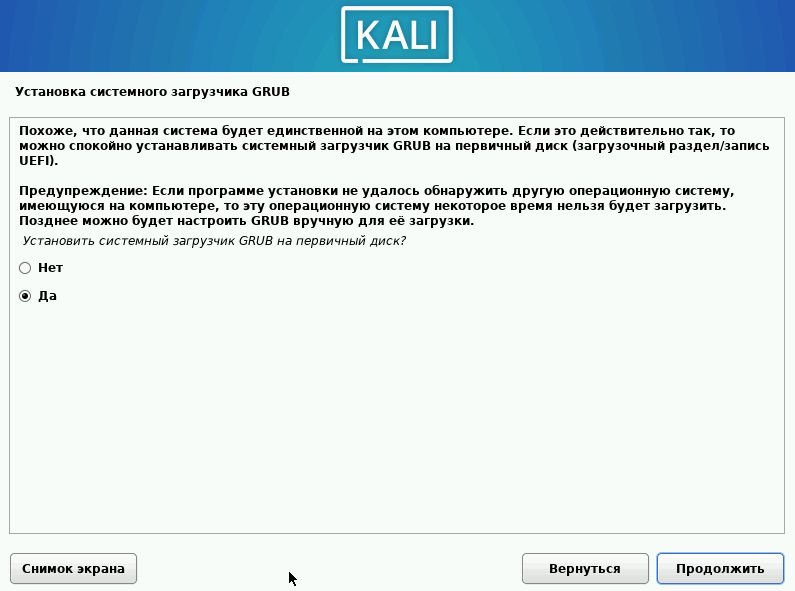 KALI
Установка системного загрузчика GRUB
Похоже, что данная система будет единственной на этом компьютере. Если это действительно так, то
можно спокойно устанавливать системный загрузчик GRUB на первичный диск (загрузочный раздел/запись
UEFI).
Предупреждение: Если программе установки не удалось обнаружить другую операционную систему,
имеющуюся на компьютере, то эту операционную систему некоторое время нельзя будет загрузить.
Позднее можно будет настроить GRUB вручную для её загрузки.
Установить системный загрузчик GRUB на первичный диск?
Нет
Да
Снимок экрана
Вернуться
Продолжить